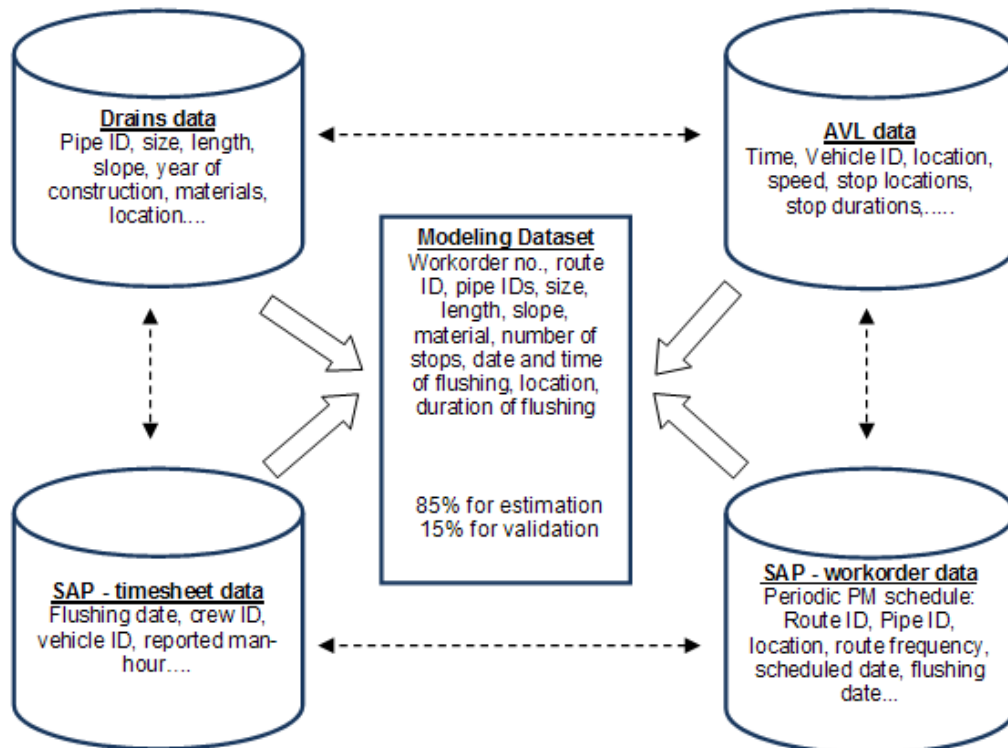 Drains data
Pipe ID, size, length,
slope, year of
construction, materials,
location....
AVL data
Time, Vehicle ID, location,
speed, stop locations,
stop durations,.....
Modeling Dataset
Workorder no., route
ID, pipe IDs, size,
length, slope,
material, number of
stops, date and time
of flushing, location,
duration of flushing
85% for estimation
15% for validation
SAP - timesheet data
Flushing date, crew ID,
vehicle ID, reported man-
hour....
SAP - workorder data
Periodic PM schedule:
Route ID, Pipe ID,
location, route frequency,
scheduled date, flushing
date...